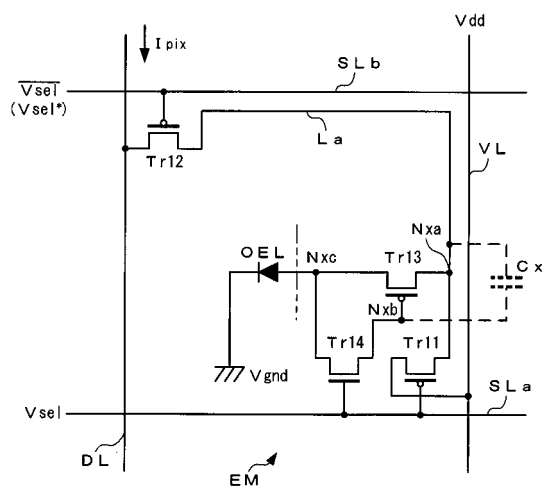 Vdd
Ipix
SLb
Vsel
(Vsel*)
La
VL
Tr12
Nxa
OEL
Nxc
Tr13
Cx
Nxb
Tr14
Tr11
Vgnd
SLa
Vsel
DL
EM